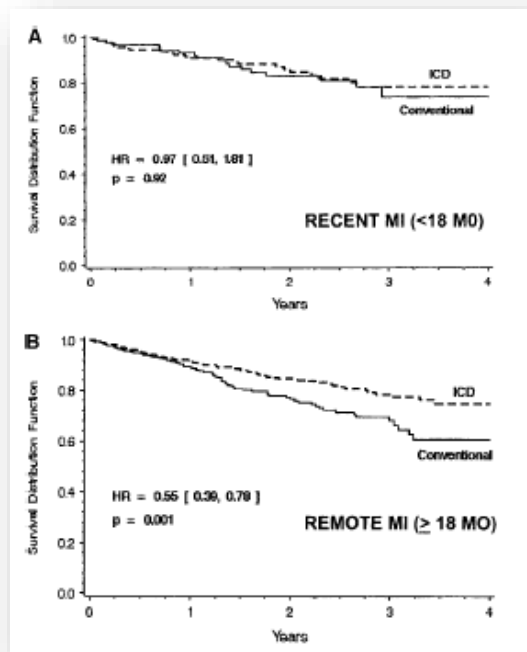 A
1.0
0.8
0.6
0.4
0.2
0.0
Survival Distribution Function
ICD
Conventional
HR = 0.97 [ 0.51, 1.81 ]
p = 0.92
RECENT MI (<18 M0)
0 1 2 3 4
Years
B
1.0
0.8
0.6
0.4
0.2
0.0
Survival Distribution Function
ICD
Conventional
HR = 0.55 [ 0.39, 0.78 ]
p = 0.001
REMOTE MI (≥ 18 MO)
0 1 2 3 4
Years